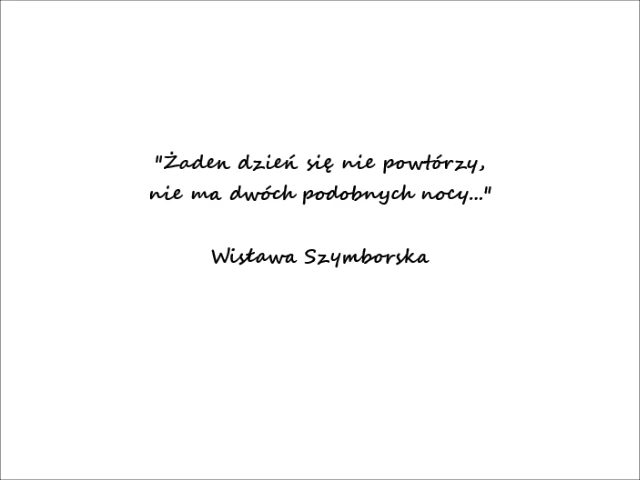 "Żaden dzień się nie powtórzy,
nie ma dwóch podobnych nocy..."
Wisława Szymborska